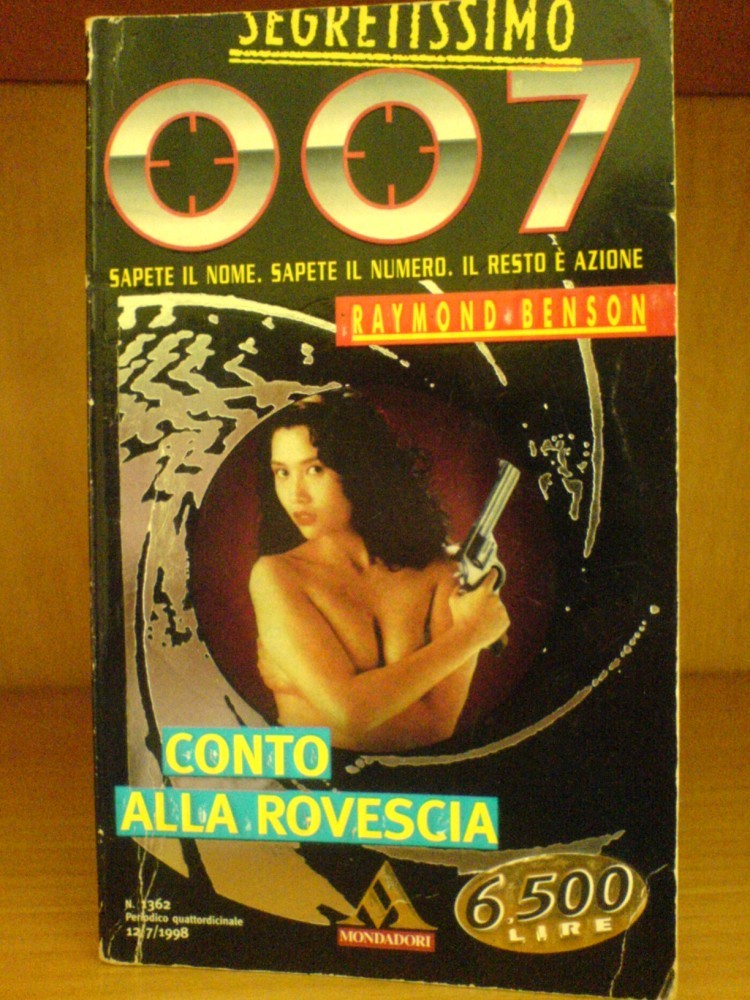 SEGRETISSIMO
007
SAPETE IL NOME. SAPETE IL NUMERO. IL RESTO È AZIONE
RAYMOND BENSON
CONTO
ALLA ROVESCIA
N. 1362
Periodico quattordicinale
12/7/1998
MONDADORI
6,500
LIRE